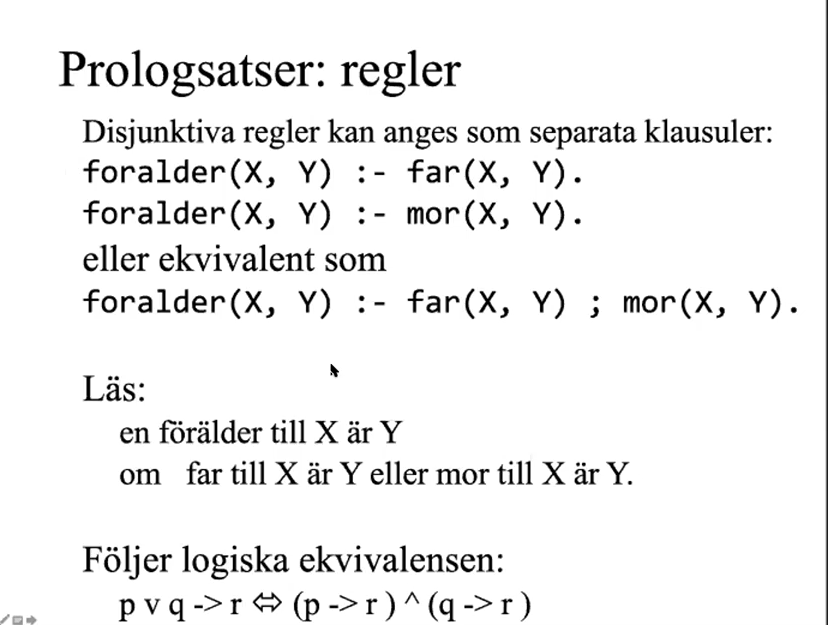 Prologsatser: regler
Disjunktiva regler kan anges som separata klausuler:
foralder(X, Y) :- far(X, Y).
foralder(X, Y) :- mor(X, Y).
eller ekvivalent som
foralder(X, Y) :- far(X, Y) ; mor(X, Y).
Läs:
en förälder till X är Y
om far till X är Y eller mor till X är Y.
Följer logiska ekvivalensen:
p v q -> r ⇔ (p -> r ) ^ (q -> r )